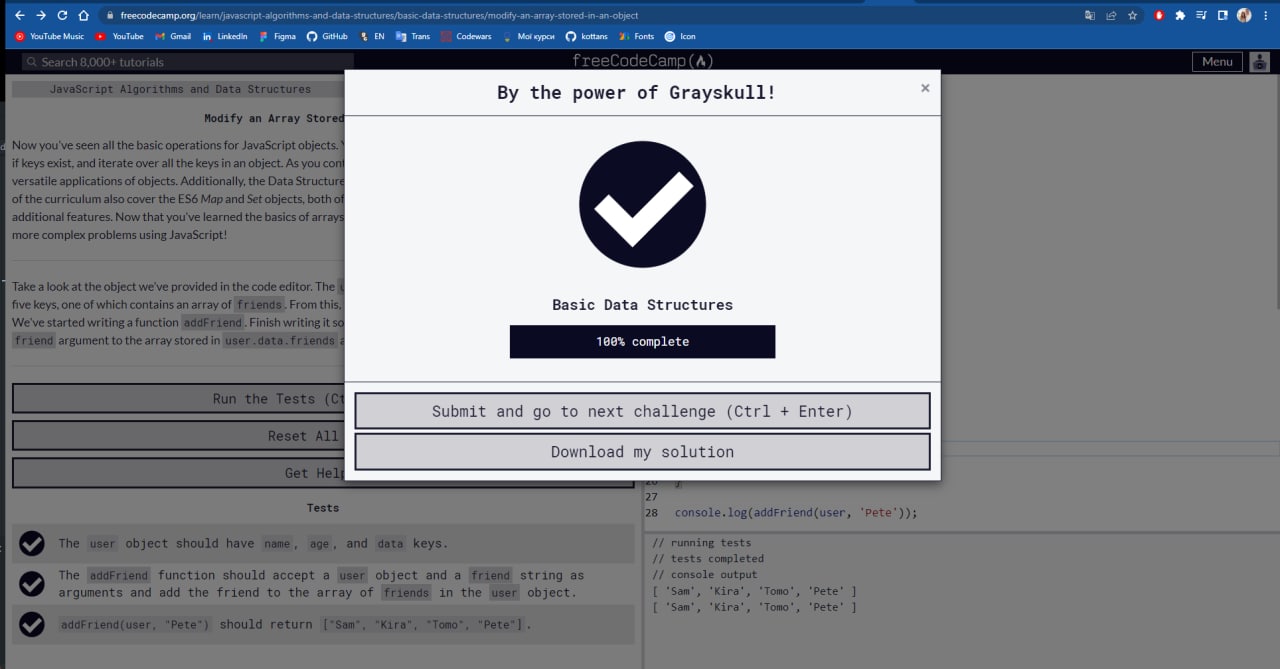 freecodecamp.org/learn/javascript-algorithms-and-data-structures/basic-data-structures/modify-an-array-stored-in-an-object
YouTube Music YouTube Gmail LinkedIn Figma GitHub EN Trans Codewars Мої курси kottans Fonts Icon
Search 8,000+ tutorials
freeCodeCamp
Menu
JavaScript Algorithms and Data Structures
Modify an Array Stored
Now you've seen all the basic operations for JavaScript objects. Y
if keys exist, and iterate over all the keys in an object. As you cont
versatile applications of objects. Additionally, the Data Structure
of the curriculum also cover the ES6 Map and Set objects, both of
additional features. Now that you've learned the basics of arrays
more complex problems using JavaScript!
Take a look at the object we've provided in the code editor. The u
five keys, one of which contains an array of friends. From this,
We've started writing a function addFriend. Finish writing it so
friend argument to the array stored in user.data.friends a
Run the Tests (Ct
Reset All
Get Help
Tests
The user object should have name, age, and data keys.
The addFriend function should accept a user object and a friend string as
arguments and add the friend to the array of friends in the user object.
addFriend(user, "Pete") should return ["Sam", "Kira", "Tomo", "Pete"].
By the power of Grayskull!
×
Basic Data Structures
100% complete
Submit and go to next challenge (Ctrl + Enter)
Download my solution
26 }
27
28 console.log(addFriend(user, 'Pete'));
// running tests
// tests completed
// console output
[ 'Sam', 'Kira', 'Tomo', 'Pete' ]
[ 'Sam', 'Kira', 'Tomo', 'Pete' ]